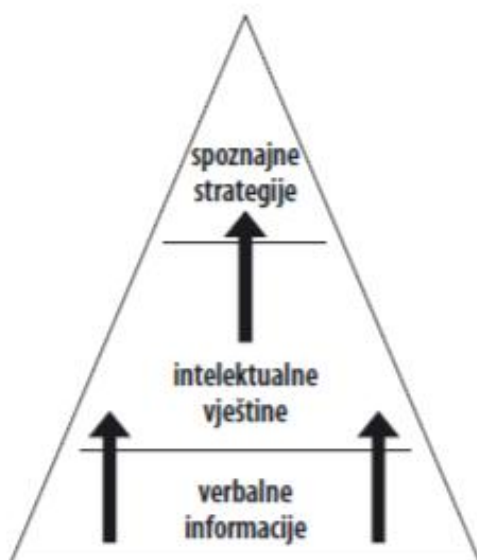 spoznajne
strategije
intelektualne
vještine
verbalne
informacije